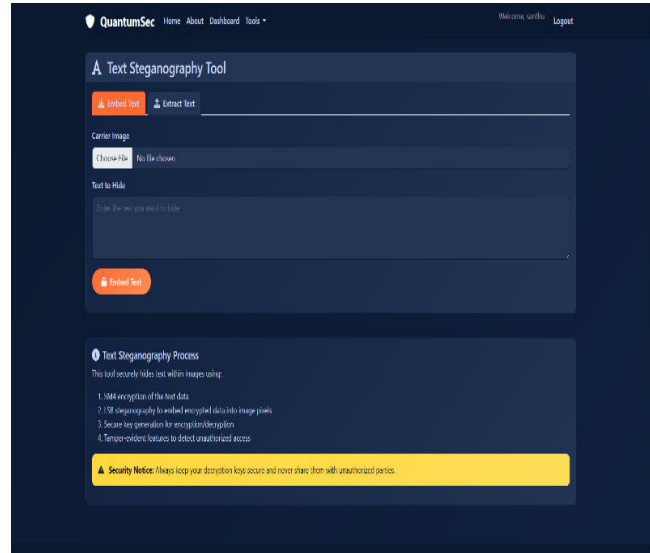 QuantumSec Home About Dashboard Tools Welcome, santhu Logout
Text Steganography Tool
Embed Text Extract Text
Carrier Image
Choose File No file chosen
Text to Hide
Enter the text you want to hide
Embed Text
Text Steganography Process
This tool securely hides text within images using:
1. SM4 encryption of the text data
2. LSB steganography to embed encrypted data into image pixels
3. Secure key generation for encryption/decryption
4. Tamper-evident features to detect unauthorized access
Security Notice: Always keep your decryption keys secure and never share them with unauthorized parties.